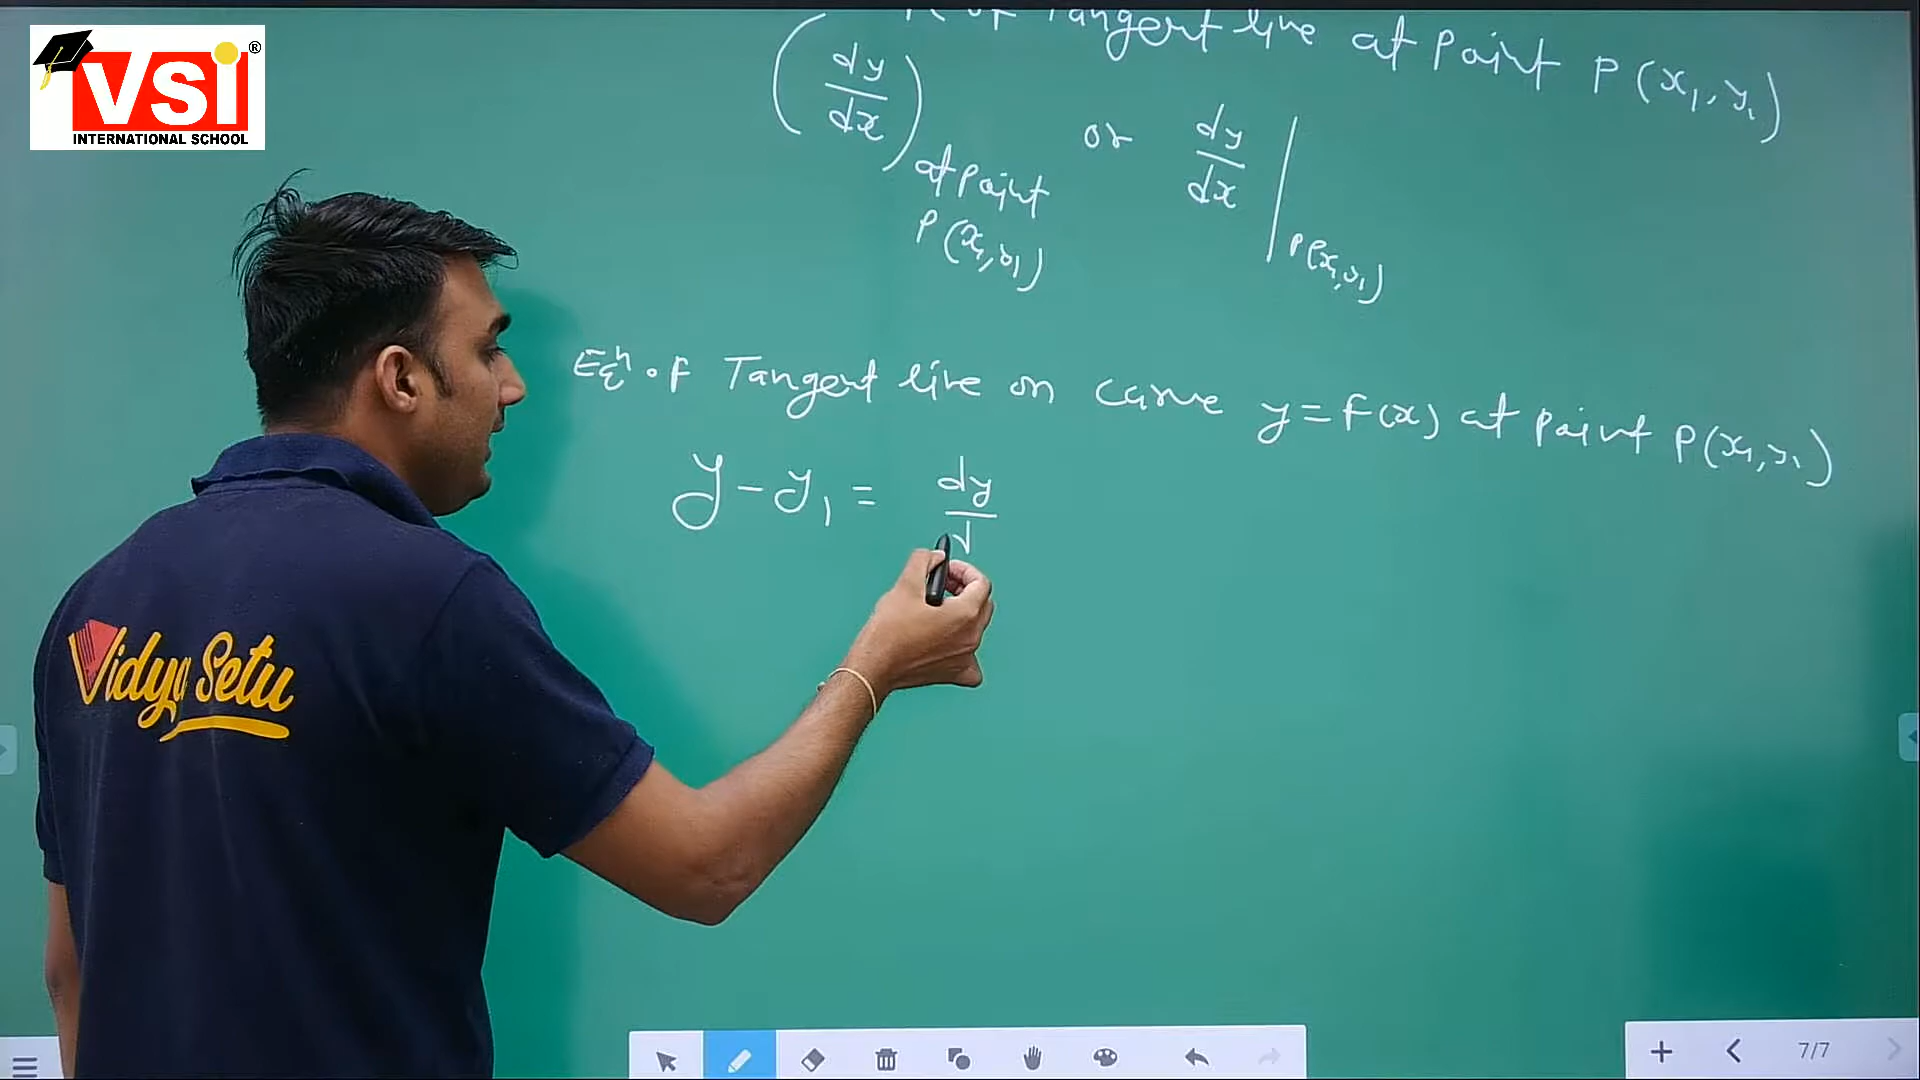 VSI ®
INTERNATIONAL SCHOOL
of Tangent line at Point P(x₁, y₁)
(dy/dx) at Point P(x₁, y₁) or dy/dx | P(x₁, y₁)
Eqⁿ of Tangent line on curve y = f(x) at point P(x₁, y₁)
y - y₁ = dy/d
Vidya Setu
7/7